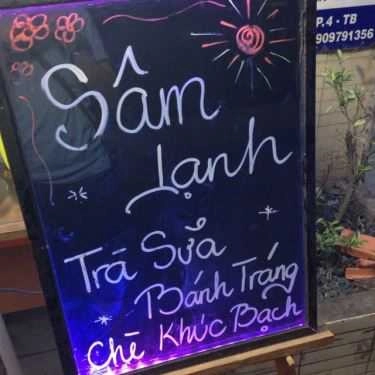 P.4 - TB
909791356
Sâm
Lạnh
Trà Sữa
Bánh Tráng
Chè Khúc Bạch